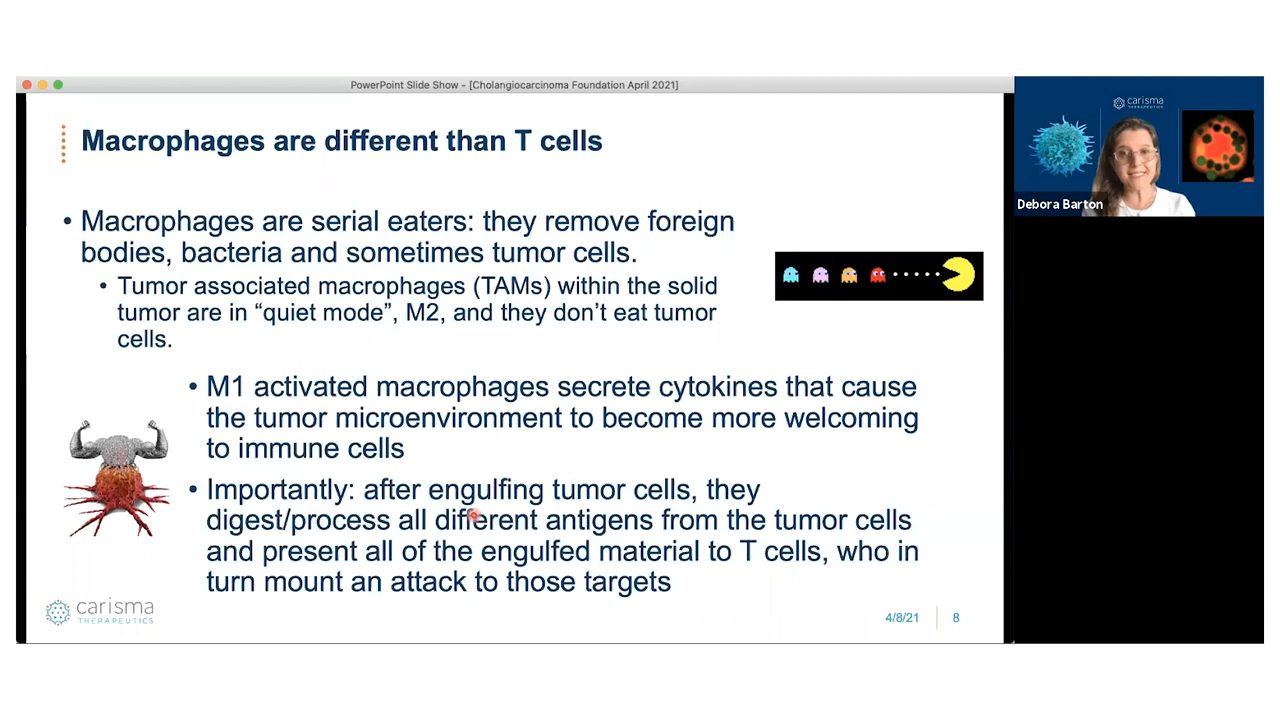 PowerPoint Slide Show - [Cholangiocarcinoma Foundation April 2021]
Macrophages are different than T cells
• Macrophages are serial eaters: they remove foreign
bodies, bacteria and sometimes tumor cells.
• Tumor associated macrophages (TAMs) within the solid
tumor are in “quiet mode”, M2, and they don’t eat tumor
cells.
• M1 activated macrophages secrete cytokines that cause
the tumor microenvironment to become more welcoming
to immune cells
• Importantly: after engulfing tumor cells, they
digest/process all different antigens from the tumor cells
and present all of the engulfed material to T cells, who in
turn mount an attack to those targets
carisma
THERAPEUTICS
4/8/21
8
carisma
THERAPEUTICS
Debora Barton